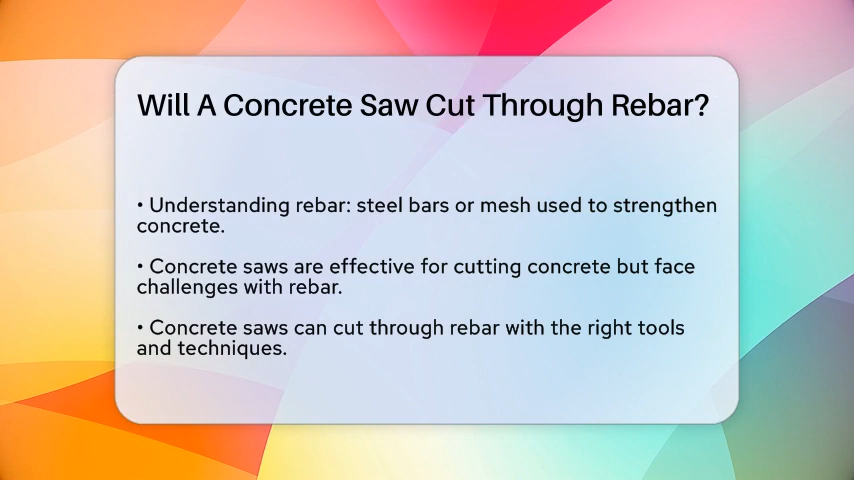 Will A Concrete Saw Cut Through Rebar?
• Understanding rebar: steel bars or mesh used to strengthen
concrete.
• Concrete saws are effective for cutting concrete but face
challenges with rebar.
• Concrete saws can cut through rebar with the right tools
and techniques.